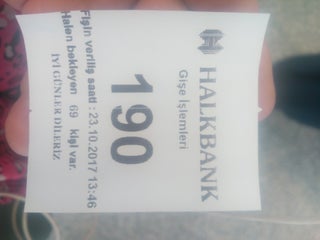 HALKBANK
Gişe İşlemleri
190
Fişin veriliş saati : 23.10.2017 13:46
Halen bekleyen 69 kişi var.
İYİ GÜNLER DİLERİZ